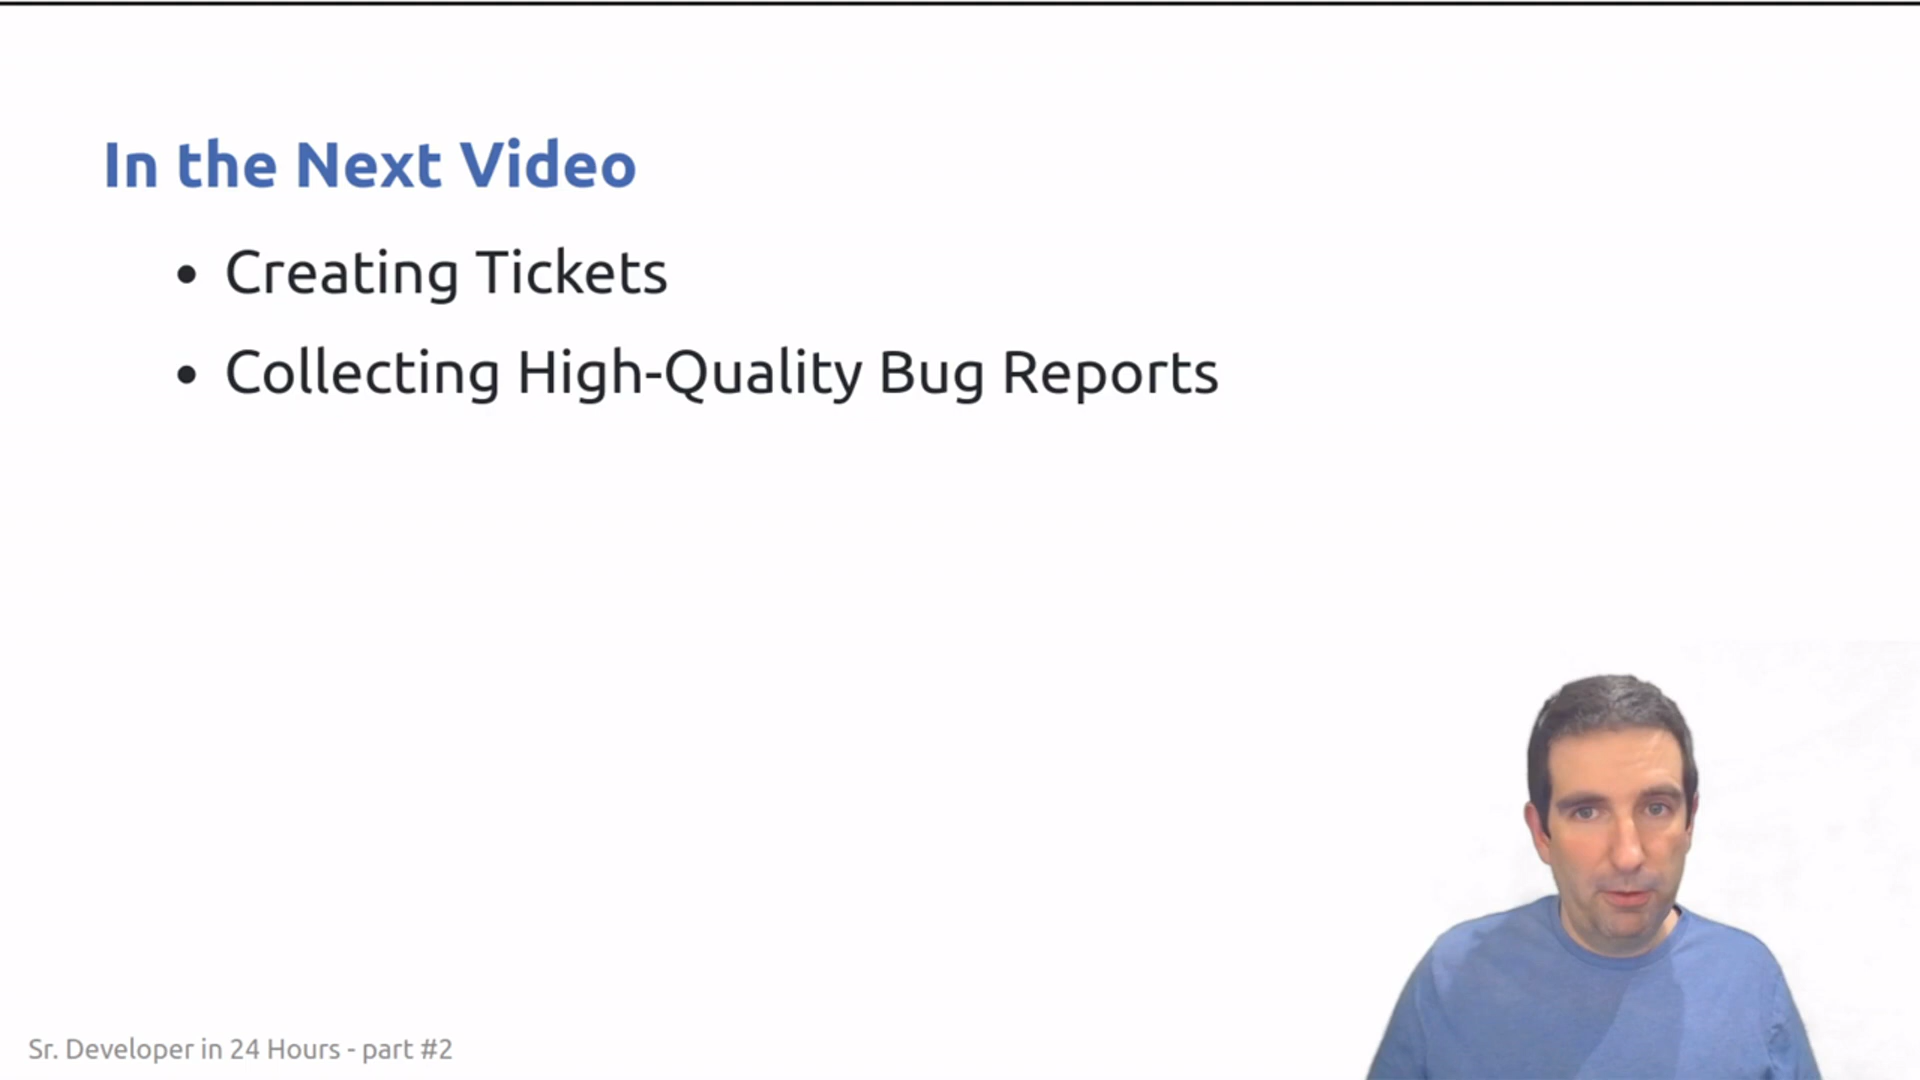 In the Next Video
• Creating Tickets
• Collecting High-Quality Bug Reports
Sr. Developer in 24 Hours - part #2